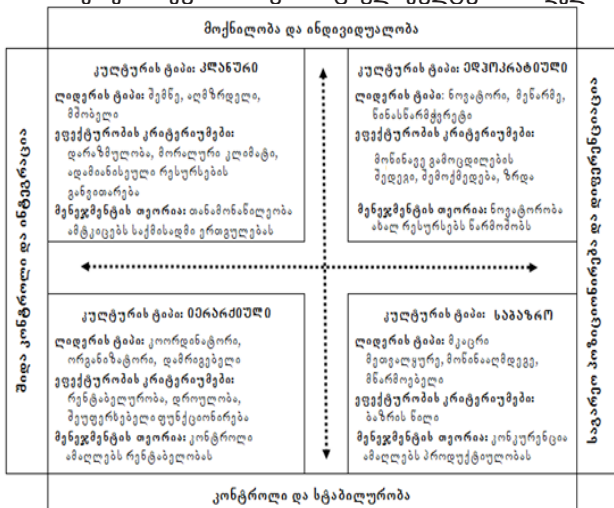 მოქნილობა და ინდივიდუალობა
კულტურის ტიპი: კლანური
ლიდერის ტიპი: შემწე, აღმზრდელი,
მშობელი
ეფექტურობის კრიტერიუმები:
დარაზმულობა, მორალური კლიმატი,
ადამიანისეული რესურსების
განვითარება
მენეჯმენტის თეორია: თანამონაწილეობა
ამტკიცებს საქმისადმი ერთგულებას
კულტურის ტიპი: ედჰოკრატიული
ლიდერის ტიპი: ნოვატორი, მეწარმე,
წინასწარმჭვრეტი
ეფექტურობის კრიტერიუმები:
მოწინავე გამოცდილების
შედეგი, შემოქმედება, ზრდა
მენეჯმენტის თეორია: ნოვატორობა
ახალ რესურსებს წარმოშობს
შიდა კონტროლი და ინტეგრაცია
საგარეო პოზიციონირება და დიფერენციაცია
კულტურის ტიპი: იერარქიული
ლიდერის ტიპი: კოორდინატორი,
ორგანიზატორი, დამრიგებელი
ეფექტურობის კრიტერიუმები:
რენტაბელურობა, დროულობა,
შეუფერხებელი ფუნქციონირება
მენეჯმენტის თეორია: კონტროლი
ამაღლებს რენტაბელობას
კულტურის ტიპი: საბაზრო
ლიდერის ტიპი: მკაცრი
მეთვალყურე, მოწინააღმდეგე,
მწარმოებელი
ეფექტურობის კრიტერიუმები:
ბაზრის წილი
მენეჯმენტის თეორია: კონკურენცია
ამაღლებს პროდუქტიულობას
კონტროლი და სტაბილურობა